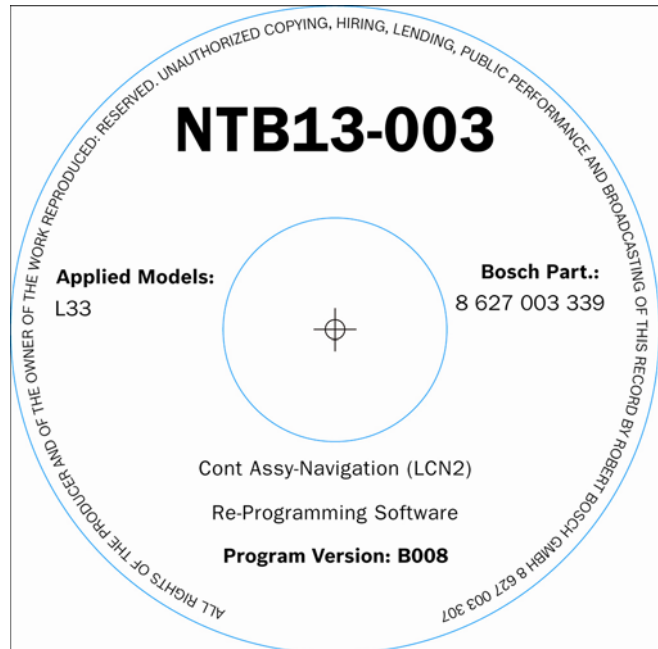 ALL RIGHTS OF THE PRODUCER AND OF THE OWNER OF THE WORK REPRODUCED: RESERVED. UNAUTHORIZED COPYING, HIRING, LENDING, PUBLIC PERFORMANCE AND BROADCASTING OF THIS RECORD BY ROBERT BOSCH GMBH 8 627 003 307
NTB13-003
Applied Models:
L33
Bosch Part.:
8 627 003 339
Cont Assy-Navigation (LCN2)
Re-Programming Software
Program Version: B008